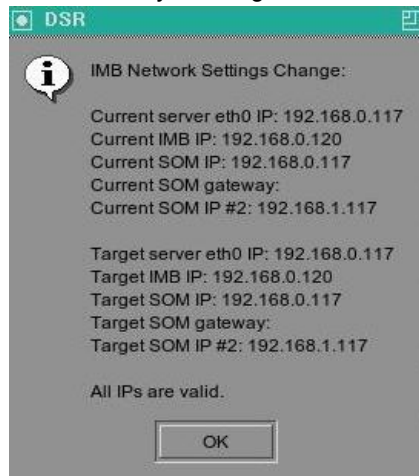 DSR
IMB Network Settings Change:
Current server eth0 IP: 192.168.0.117
Current IMB IP: 192.168.0.120
Current SOM IP: 192.168.0.117
Current SOM gateway:
Current SOM IP #2: 192.168.1.117
Target server eth0 IP: 192.168.0.117
Target IMB IP: 192.168.0.120
Target SOM IP: 192.168.0.117
Target SOM gateway:
Target SOM IP #2: 192.168.1.117
All IPs are valid.
OK